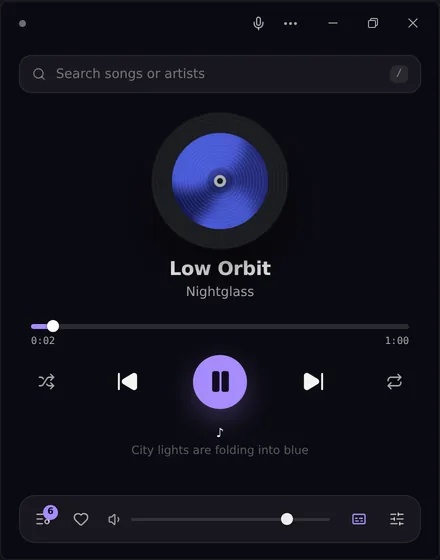 Search songs or artists
/
Low Orbit
Nightglass
0:02
1:00
City lights are folding into blue
6